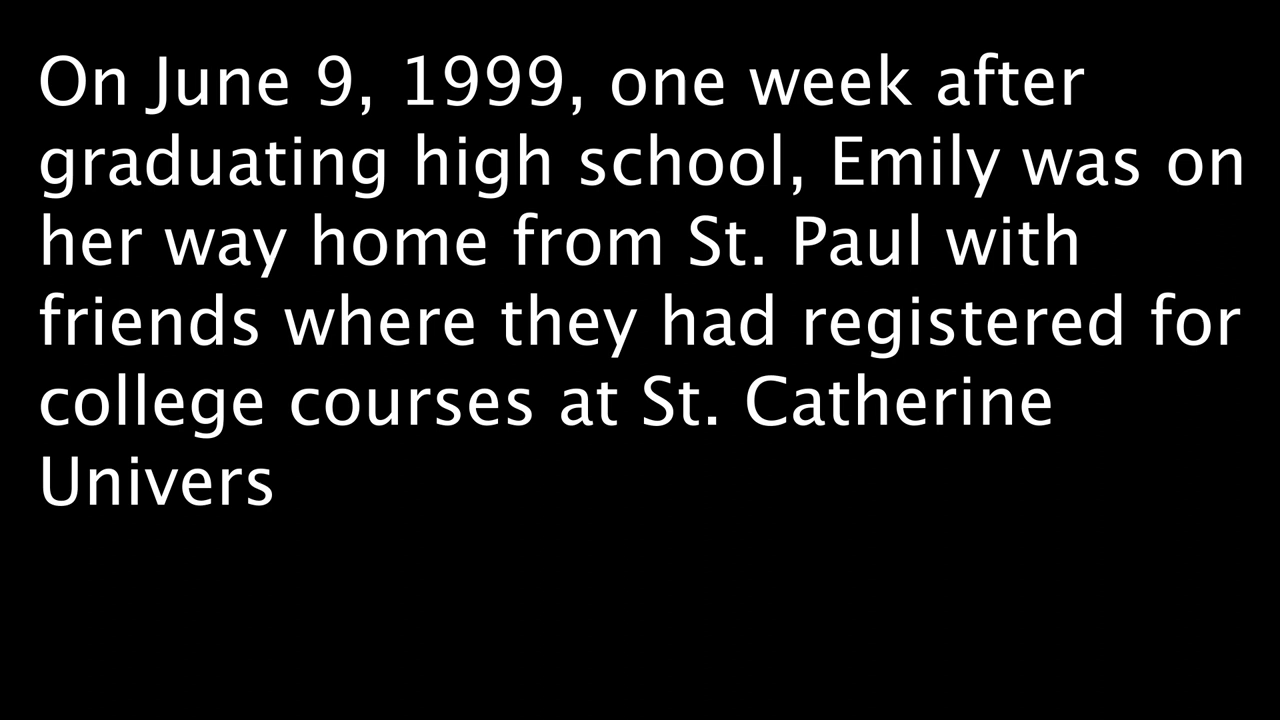 On June 9, 1999, one week after
graduating high school, Emily was on
her way home from St. Paul with
friends where they had registered for
college courses at St. Catherine
Univers